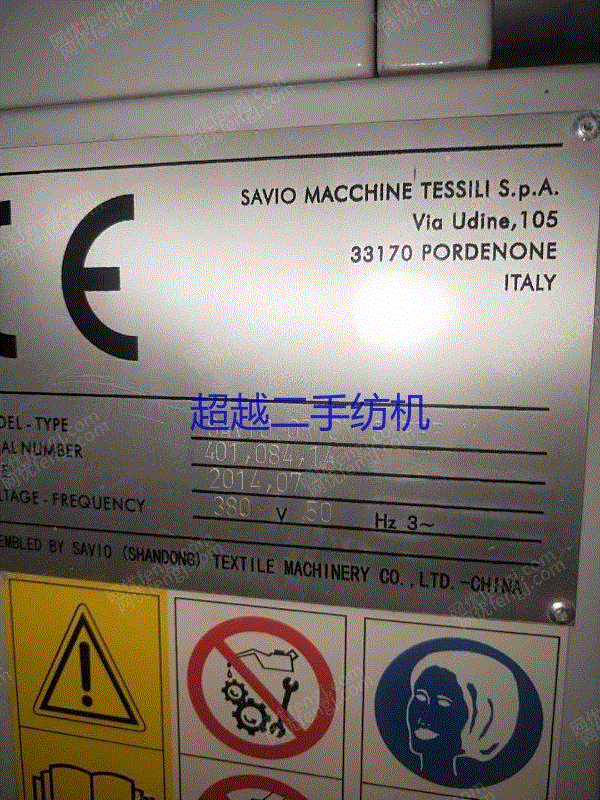 CE
SAVIO MACCHINE TESSILI S.p.A.
Via Udine,105
33170 PORDENONE
ITALY
超越二手纺机
DEL-TYPE
AL NUMBER 401,084,14
E 2014,07
LTAGE-FREQUENCY 380 V 50 Hz 3~
EMBLED BY SAVIO (SHANDONG) TEXTILE MACHINERY CO.,LTD.-CHINA